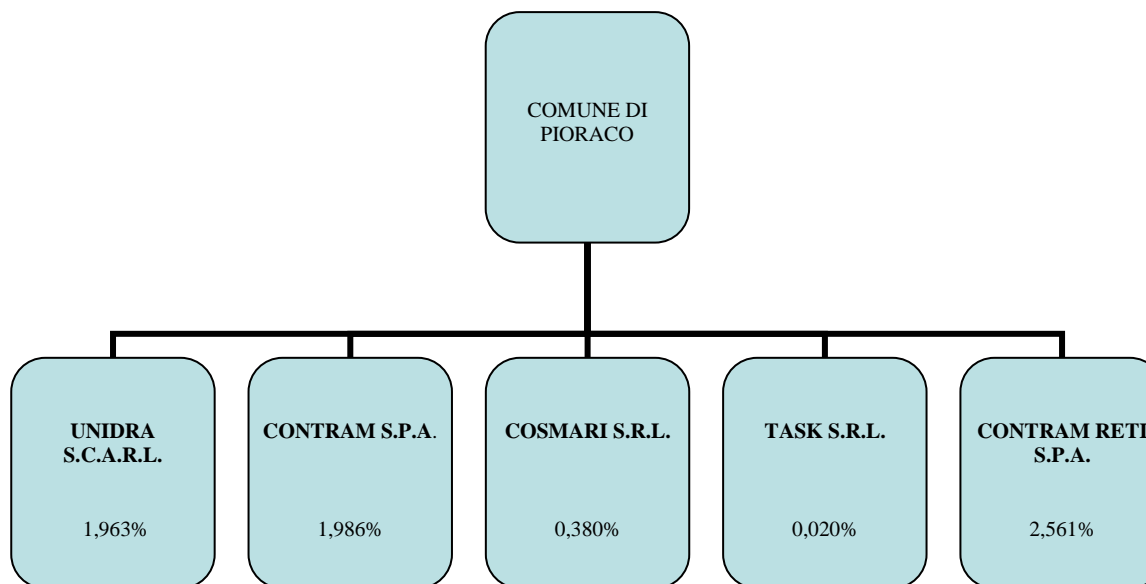 COMUNE DI
PIORACO
UNIDRA
S.C.A.R.L.
1,963%
CONTRAM S.P.A.
1,986%
COSMARI S.R.L.
0,380%
TASK S.R.L.
0,020%
CONTRAM RETI
S.P.A.
2,561%